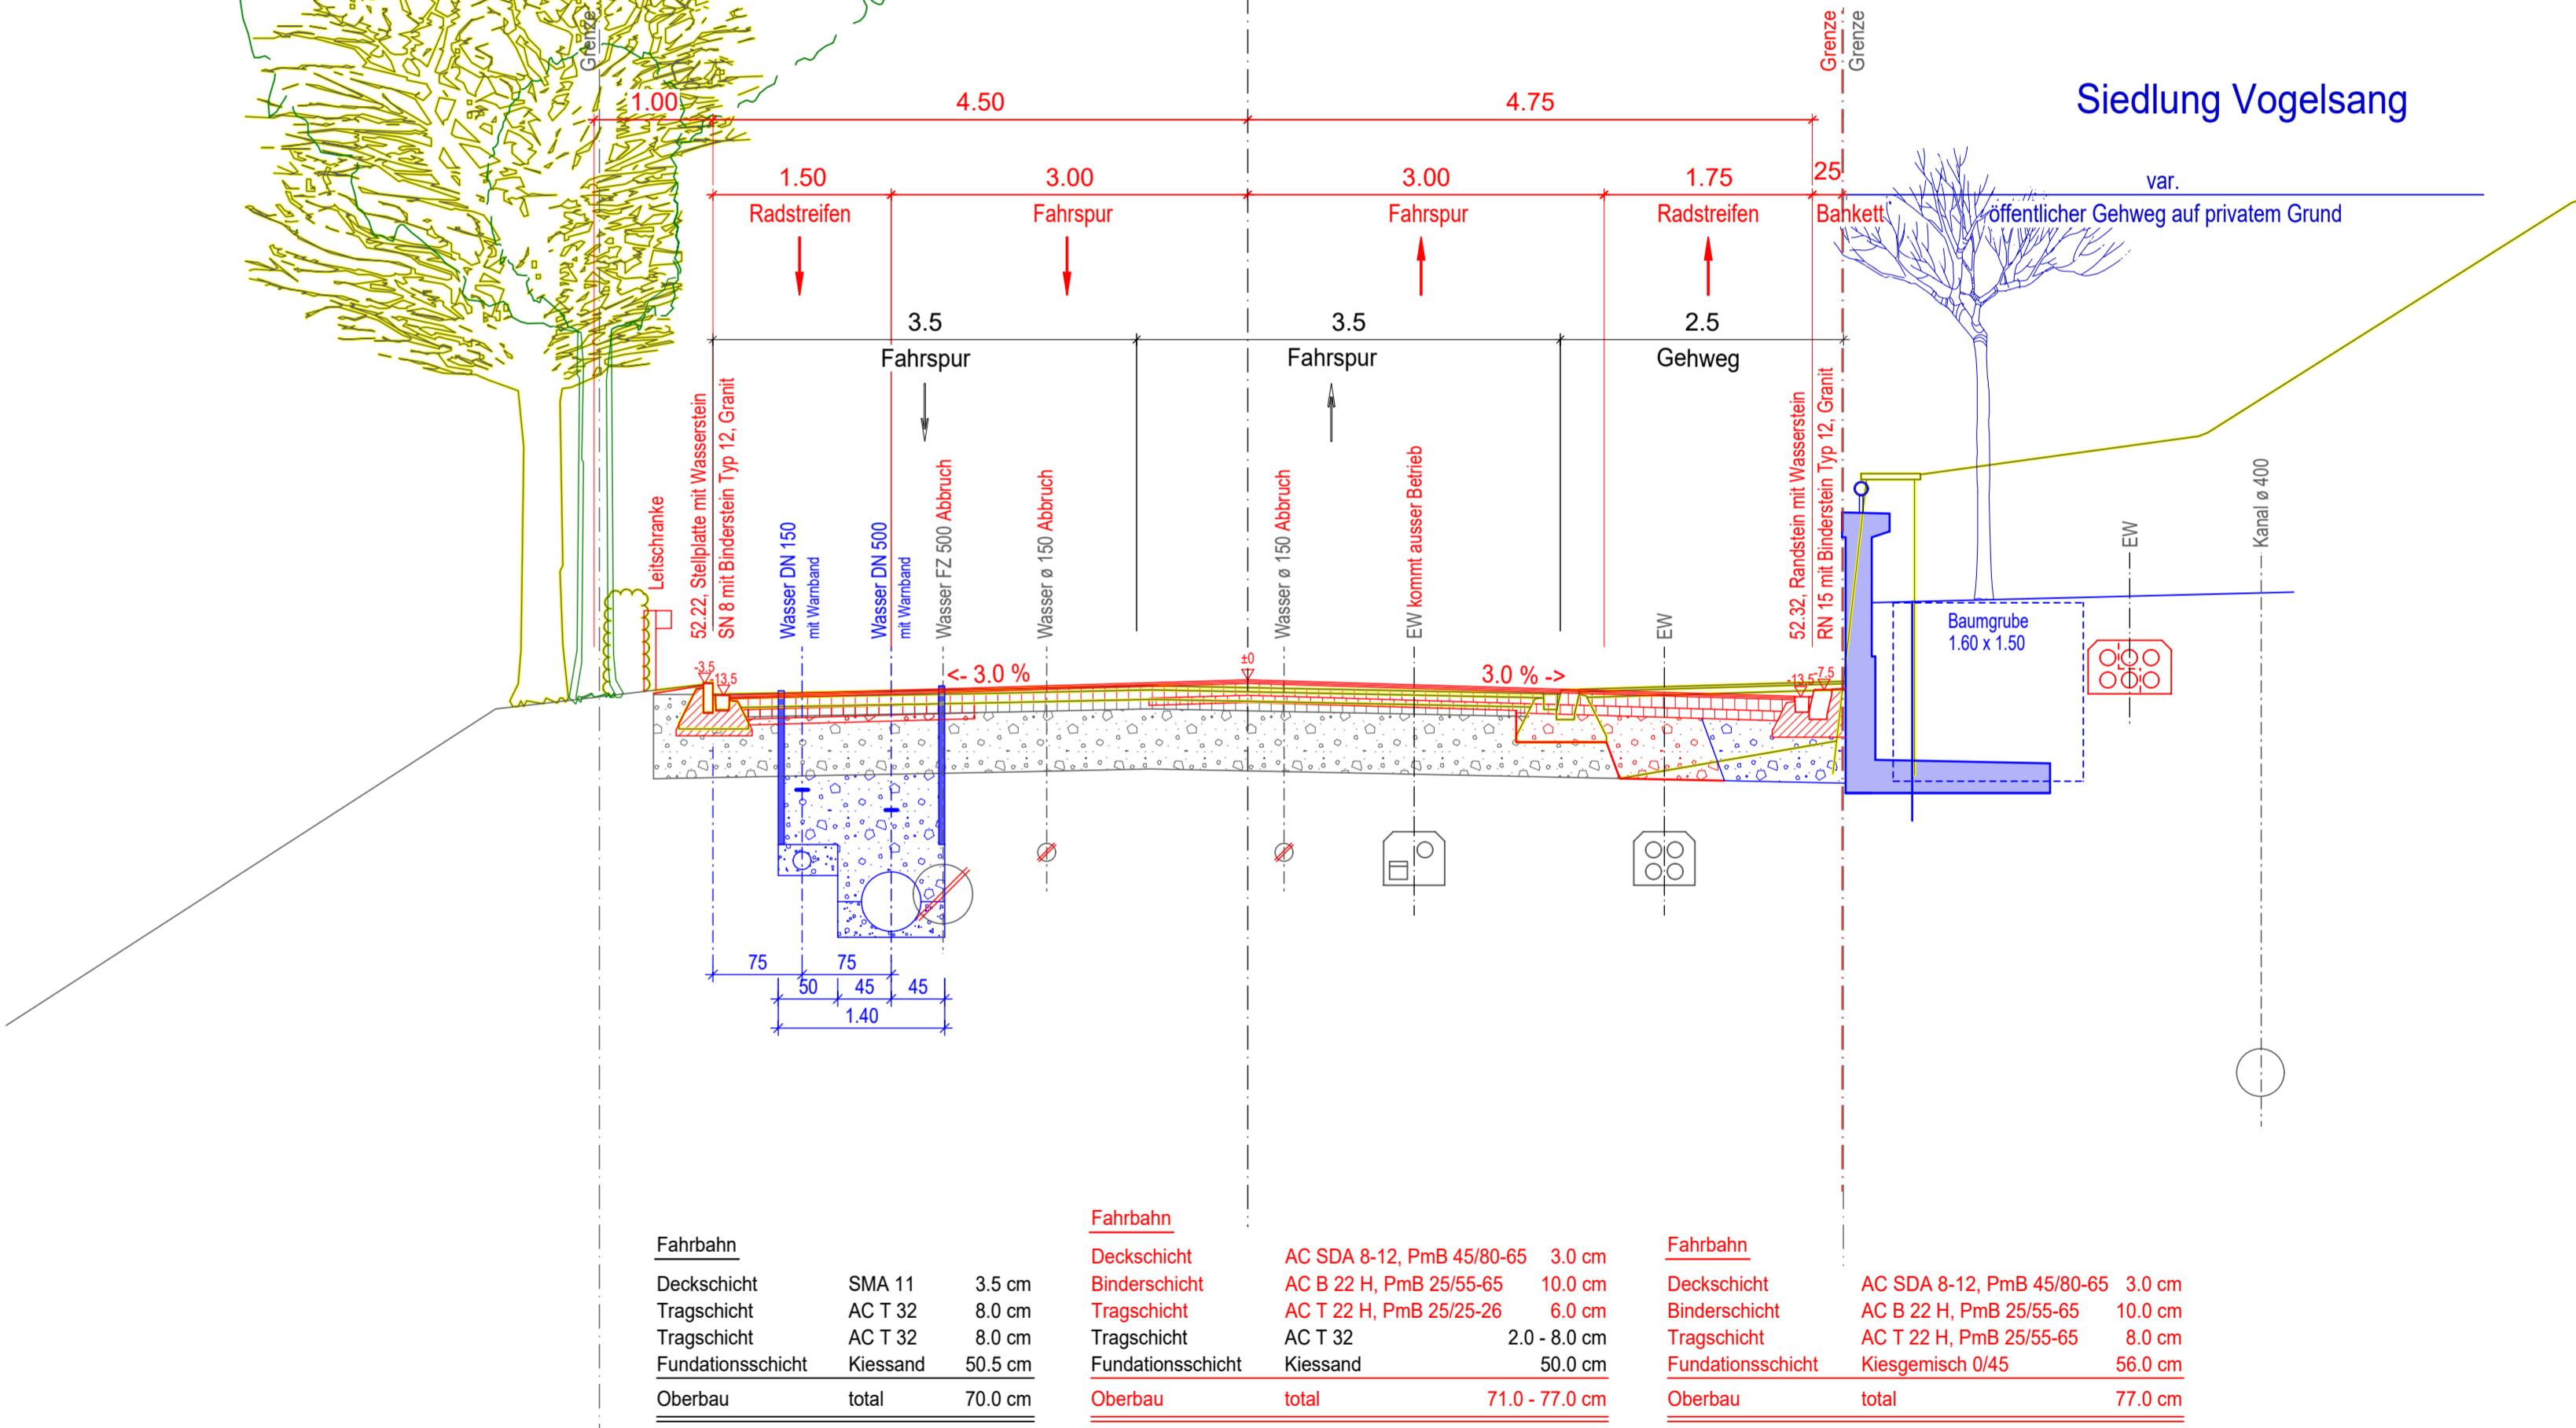 Grenze
Grenze
Grenze
Siedlung Vogelsang
1.00
4.50
4.75
1.50
3.00
3.00
1.75
25
var.
Radstreifen
Fahrspur
Fahrspur
Radstreifen
Bankett
öffentlicher Gehweg auf privatem Grund
3.5
3.5
2.5
Fahrspur
Fahrspur
Gehweg
Leitschranke
52.22, Stellplatte mit Wasserstein
SN 8 mit Binderstein Typ 12, Granit
Wasser DN 150
mit Warnband
Wasser DN 500
mit Warnband
Wasser FZ 500 Abbruch
Wasser ø 150 Abbruch
Wasser ø 150 Abbruch
EW kommt ausser Betrieb
EW
52.32, Randstein mit Wasserstein
RN 15 mit Binderstein Typ 12, Granit
EW
Kanal ø 400
Baumgrube
1.60 x 1.50
-3.5
-13.5
<- 3.0 %
±0
3.0 % ->
-13.5
-7.5
75
75
50
45
45
1.40
Fahrbahn
Deckschicht SMA 11 3.5 cm
Tragschicht AC T 32 8.0 cm
Tragschicht AC T 32 8.0 cm
Fundationsschicht Kiessand 50.5 cm
Oberbau total 70.0 cm
Fahrbahn
Deckschicht AC SDA 8-12, PmB 45/80-65 3.0 cm
Binderschicht AC B 22 H, PmB 25/55-65 10.0 cm
Tragschicht AC T 22 H, PmB 25/25-26 6.0 cm
Tragschicht AC T 32 2.0 - 8.0 cm
Fundationsschicht Kiessand 50.0 cm
Oberbau total 71.0 - 77.0 cm
Fahrbahn
Deckschicht AC SDA 8-12, PmB 45/80-65 3.0 cm
Binderschicht AC B 22 H, PmB 25/55-65 10.0 cm
Tragschicht AC T 22 H, PmB 25/55-65 8.0 cm
Fundationsschicht Kiesgemisch 0/45 56.0 cm
Oberbau total 77.0 cm